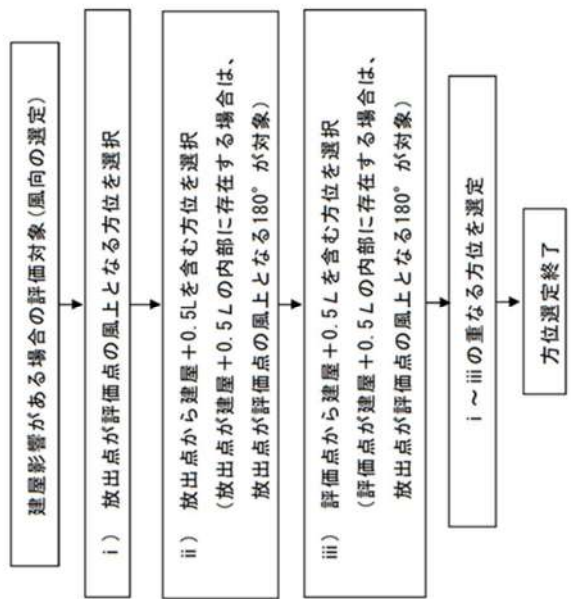 建屋影響がある場合の評価対象(風向の選定)
i) 放出点が評価点の風上となる方位を選択
ii) 放出点から建屋+0.5Lを含む方位を選択
(放出点が建屋+0.5Lの内部に存在する場合は、
放出点が評価点の風上となる180°が対象)
iii) 評価点から建屋+0.5Lを含む方位を選択
(評価点が建屋+0.5Lの内部に存在する場合は、
放出点が評価点の風上となる180°が対象)
i~iiiの重なる方位を選定
方位選定終了